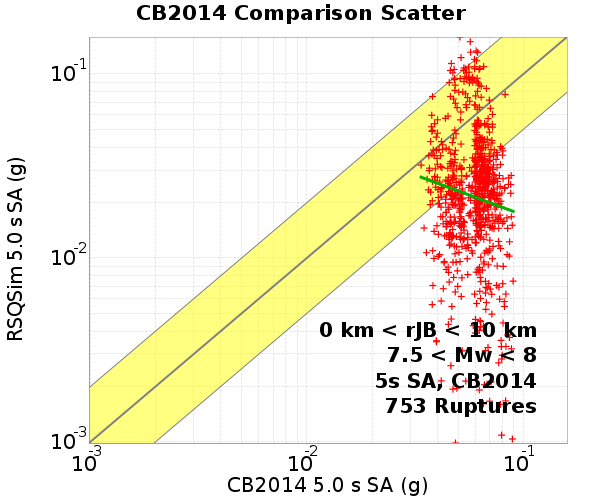 CB2014 Comparison Scatter
RSQSim 5.0 s SA (g)
10-1
10-2
10-3
0 km < rJB < 10 km
7.5 < Mw < 8
5s SA, CB2014
753 Ruptures
10-3
10-2
10-1
CB2014 5.0 s SA (g)